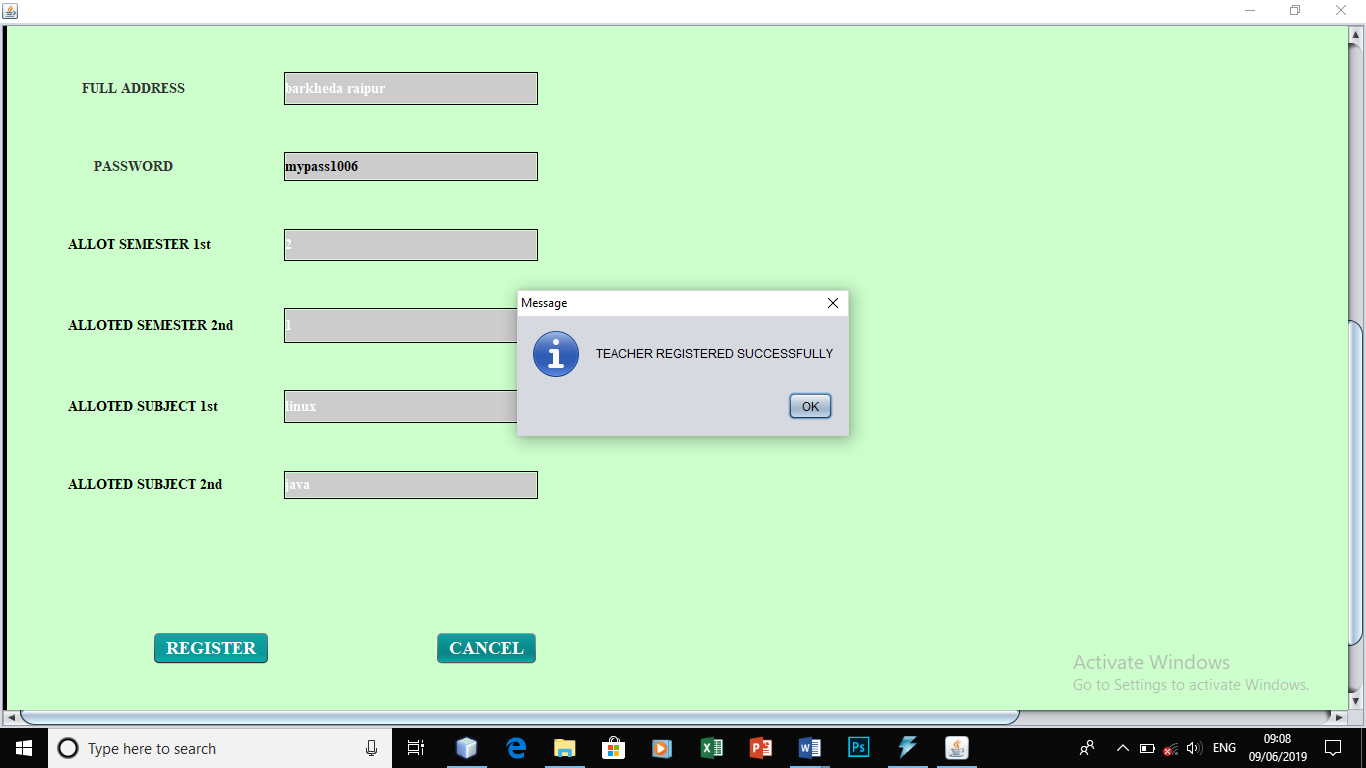 FULL ADDRESS barkheda raipur
PASSWORD mypass1006
ALLOT SEMESTER 1st 2
ALLOTED SEMESTER 2nd 1
ALLOTED SUBJECT 1st linux
ALLOTED SUBJECT 2nd java
Message
TEACHER REGISTERED SUCCESSFULLY
OK
REGISTER CANCEL
Activate Windows
Go to Settings to activate Windows.
Type here to search
ENG
09:08
09/06/2019